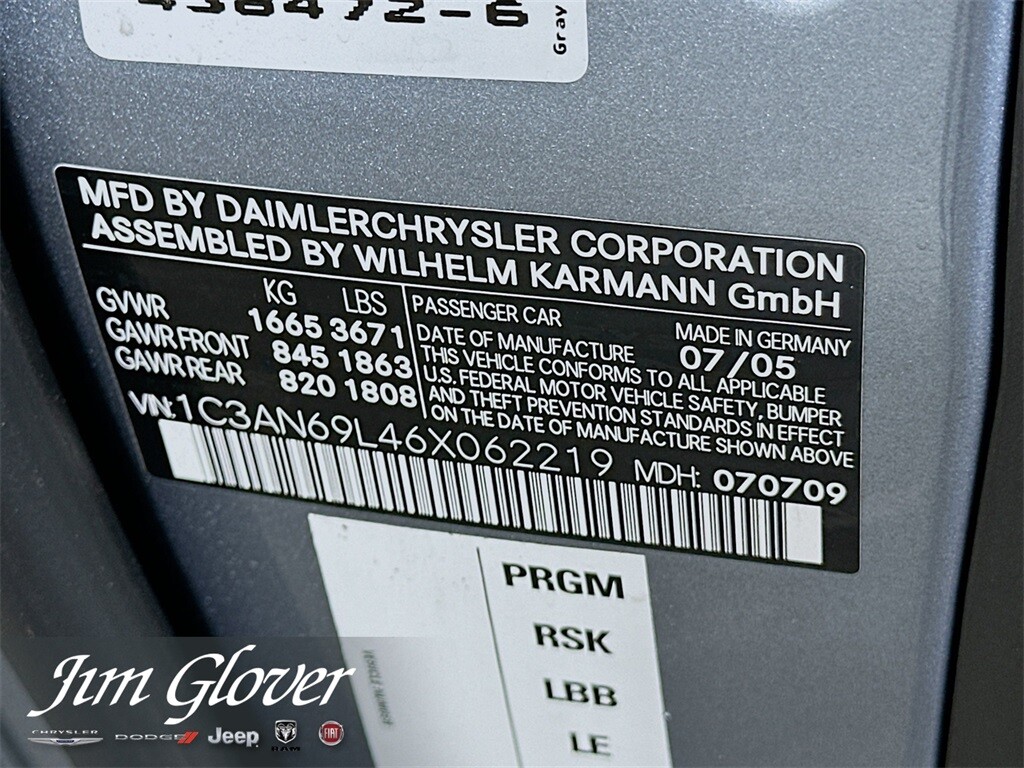 438472-6
Gray
MFD BY DAIMLERCHRYSLER CORPORATION
ASSEMBLED BY WILHELM KARMANN GmbH
KG LBS
GVWR 1665 3671
GAWR FRONT 845 1863
GAWR REAR 820 1808
PASSENGER CAR
MADE IN GERMANY
DATE OF MANUFACTURE 07/05
THIS VEHICLE CONFORMS TO ALL APPLICABLE
U.S. FEDERAL MOTOR VEHICLE SAFETY, BUMPER
AND THEFT PREVENTION STANDARDS IN EFFECT
ON THE DATE OF MANUFACTURE SHOWN ABOVE
VIN: 1C3AN69L46X062219 MDH: 070709
PRGM
RSK
LBB
LE
Jim Glover
CHRYSLER DODGE Jeep RAM FIAT